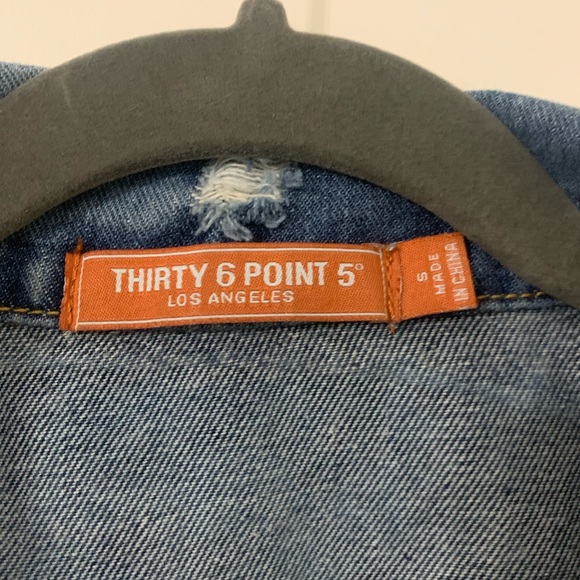 THIRTY 6 POINT 5°
LOS ANGELES
S
MADE
IN CHINA